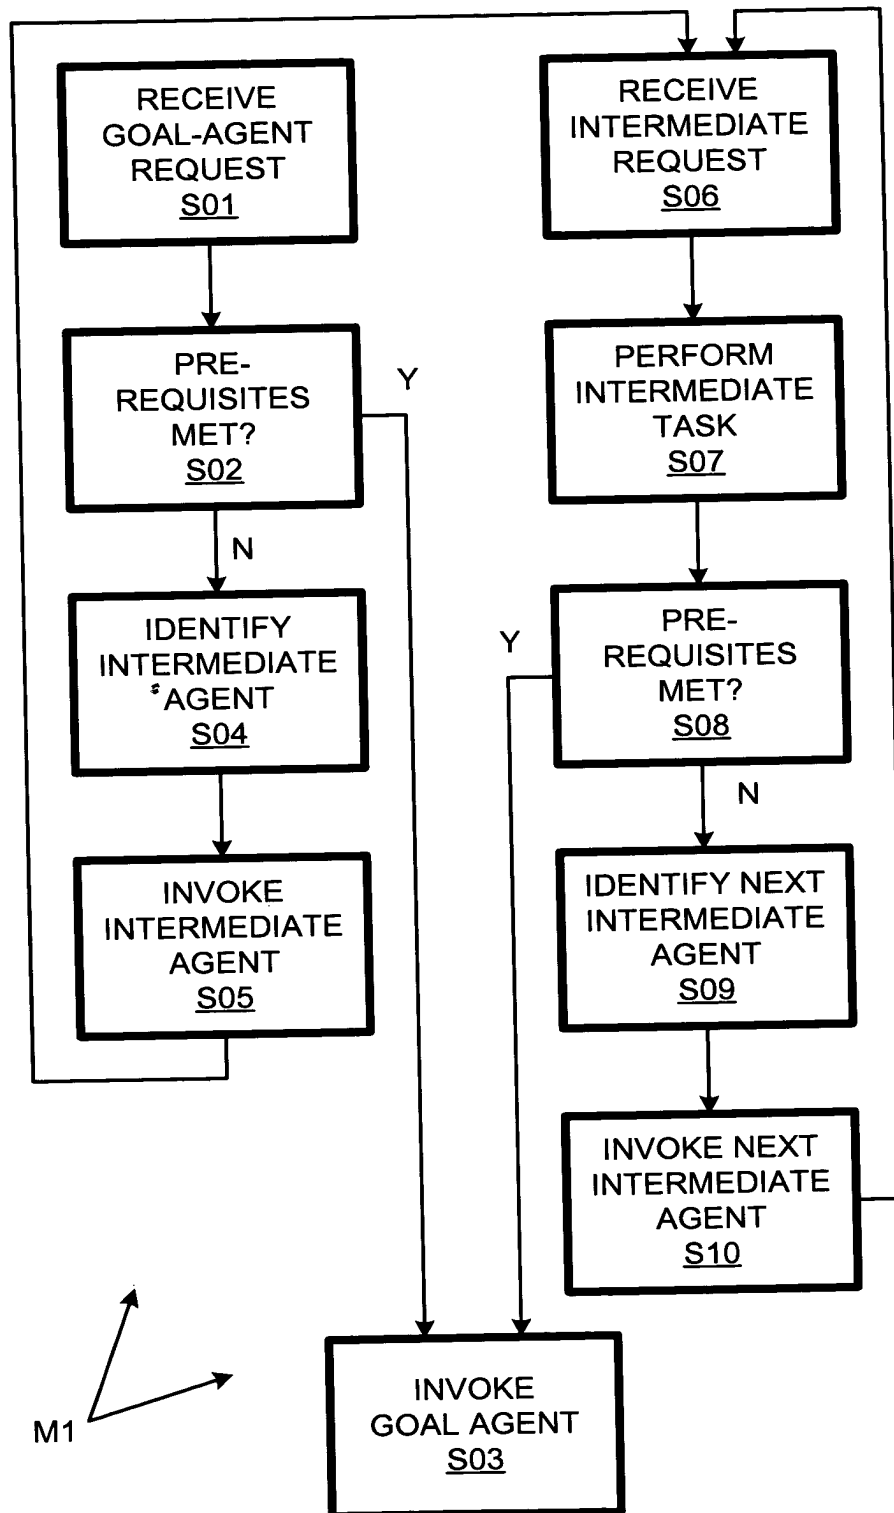 RECEIVE
GOAL-AGENT
REQUEST
S01
PRE-
REQUISITES
MET?
S02
Y
N
IDENTIFY
INTERMEDIATE
AGENT
S04
INVOKE
INTERMEDIATE
AGENT
S05
RECEIVE
INTERMEDIATE
REQUEST
S06
PERFORM
INTERMEDIATE
TASK
S07
PRE-
REQUISITES
MET?
S08
Y
N
IDENTIFY NEXT
INTERMEDIATE
AGENT
S09
INVOKE NEXT
INTERMEDIATE
AGENT
S10
INVOKE
GOAL AGENT
S03
M1